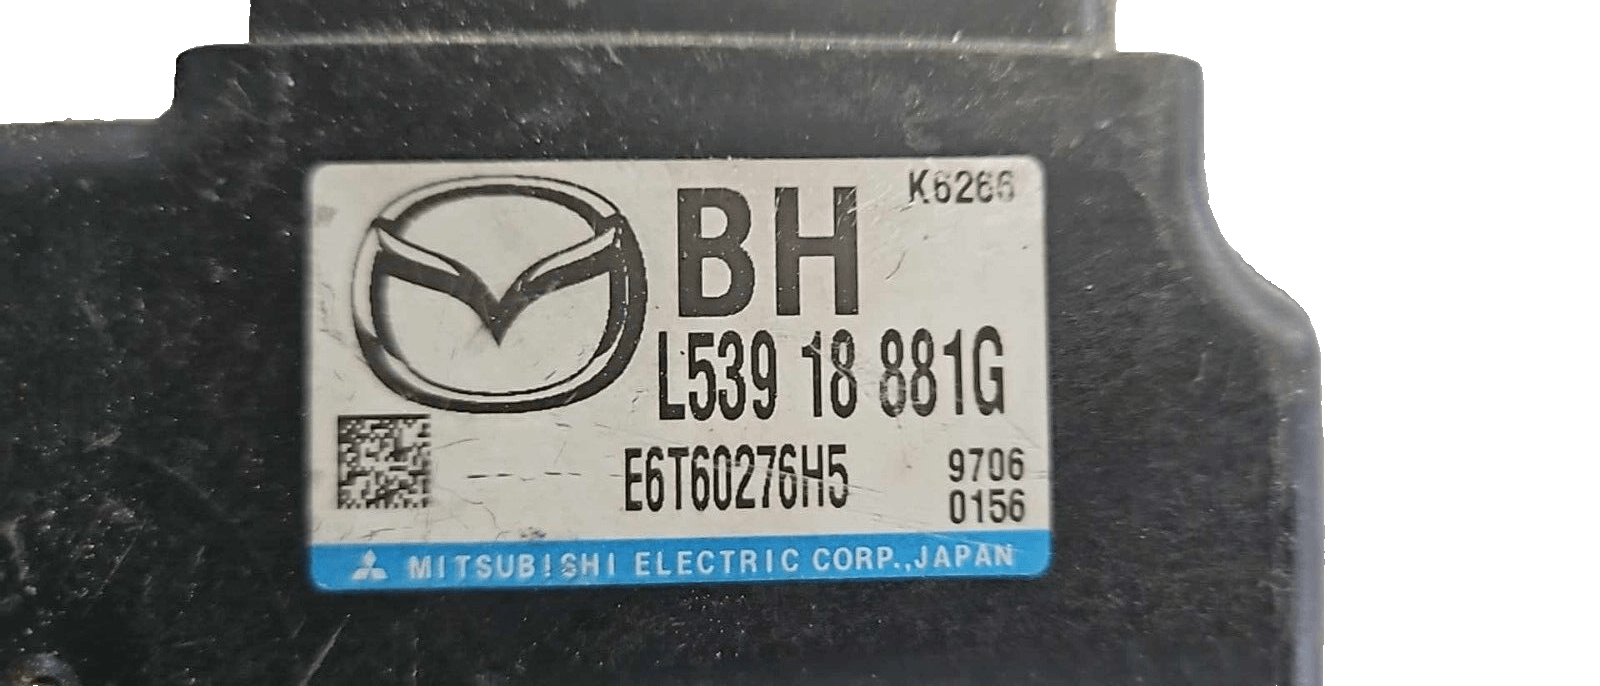 BH K6266
L539 18 881G
E6T60276H5 9706
0156
MITSUBISHI ELECTRIC CORP.,JAPAN